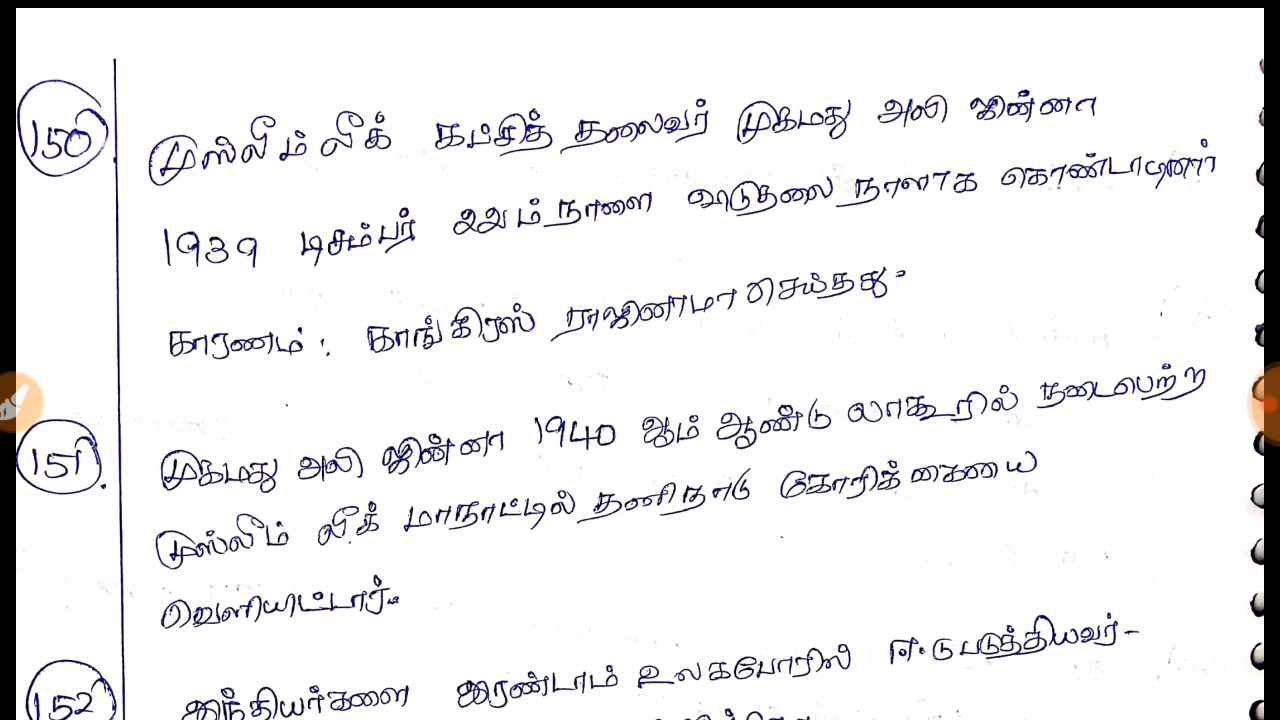 150. முஸ்லீம் லீக் கட்சித் தலைவர் முகமது அலி ஜின்னா
1939 டிசம்பர் 22ம் நாளை விடுதலை நாளாக கொண்டாடினார்
காரணம்: காங்கிரஸ் ராஜினாமா செய்தது.
151. முகமது அலி ஜின்னா 1940 ஆம் ஆண்டு லாகூரில் நடைபெற்ற
முஸ்லீம் லீக் மாநாட்டில் தனிநாடு கோரிக்கையை
வெளியிட்டார்.
152 இந்தியர்களை இரண்டாம் உலகபோரில் ஈடுபடுத்தியவர் -